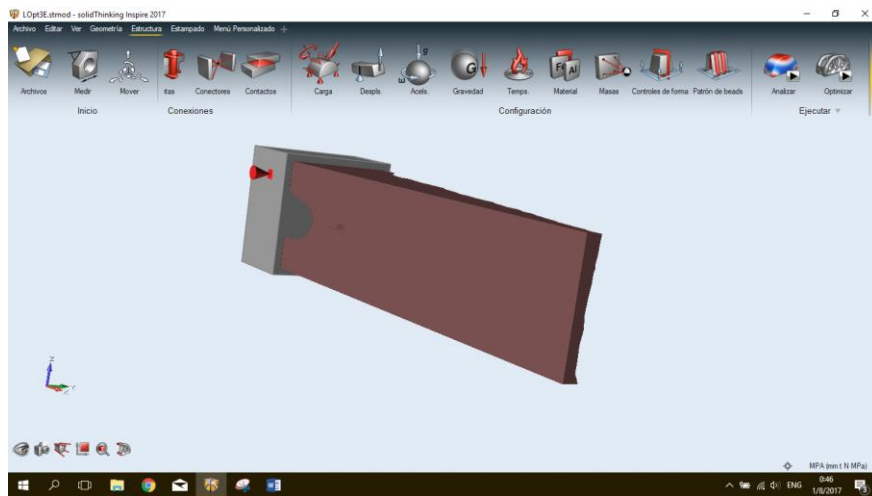 LOpt3E.stmod - solidThinking Inspire 2017
Archivo Editar Ver Geometría Estructura Estampado Menú Personalizado +
Archivos Medir Mover itas Conectores Contactos Carga Despls. Acels. Gravedad Temps. Material Masas Controles de forma Patrón de beads Analizar Optimizar
Inicio Conexiones Configuración Ejecutar
Z
Y
X
MPA (mm t N MPa)
ENG
0:46
1/8/2017